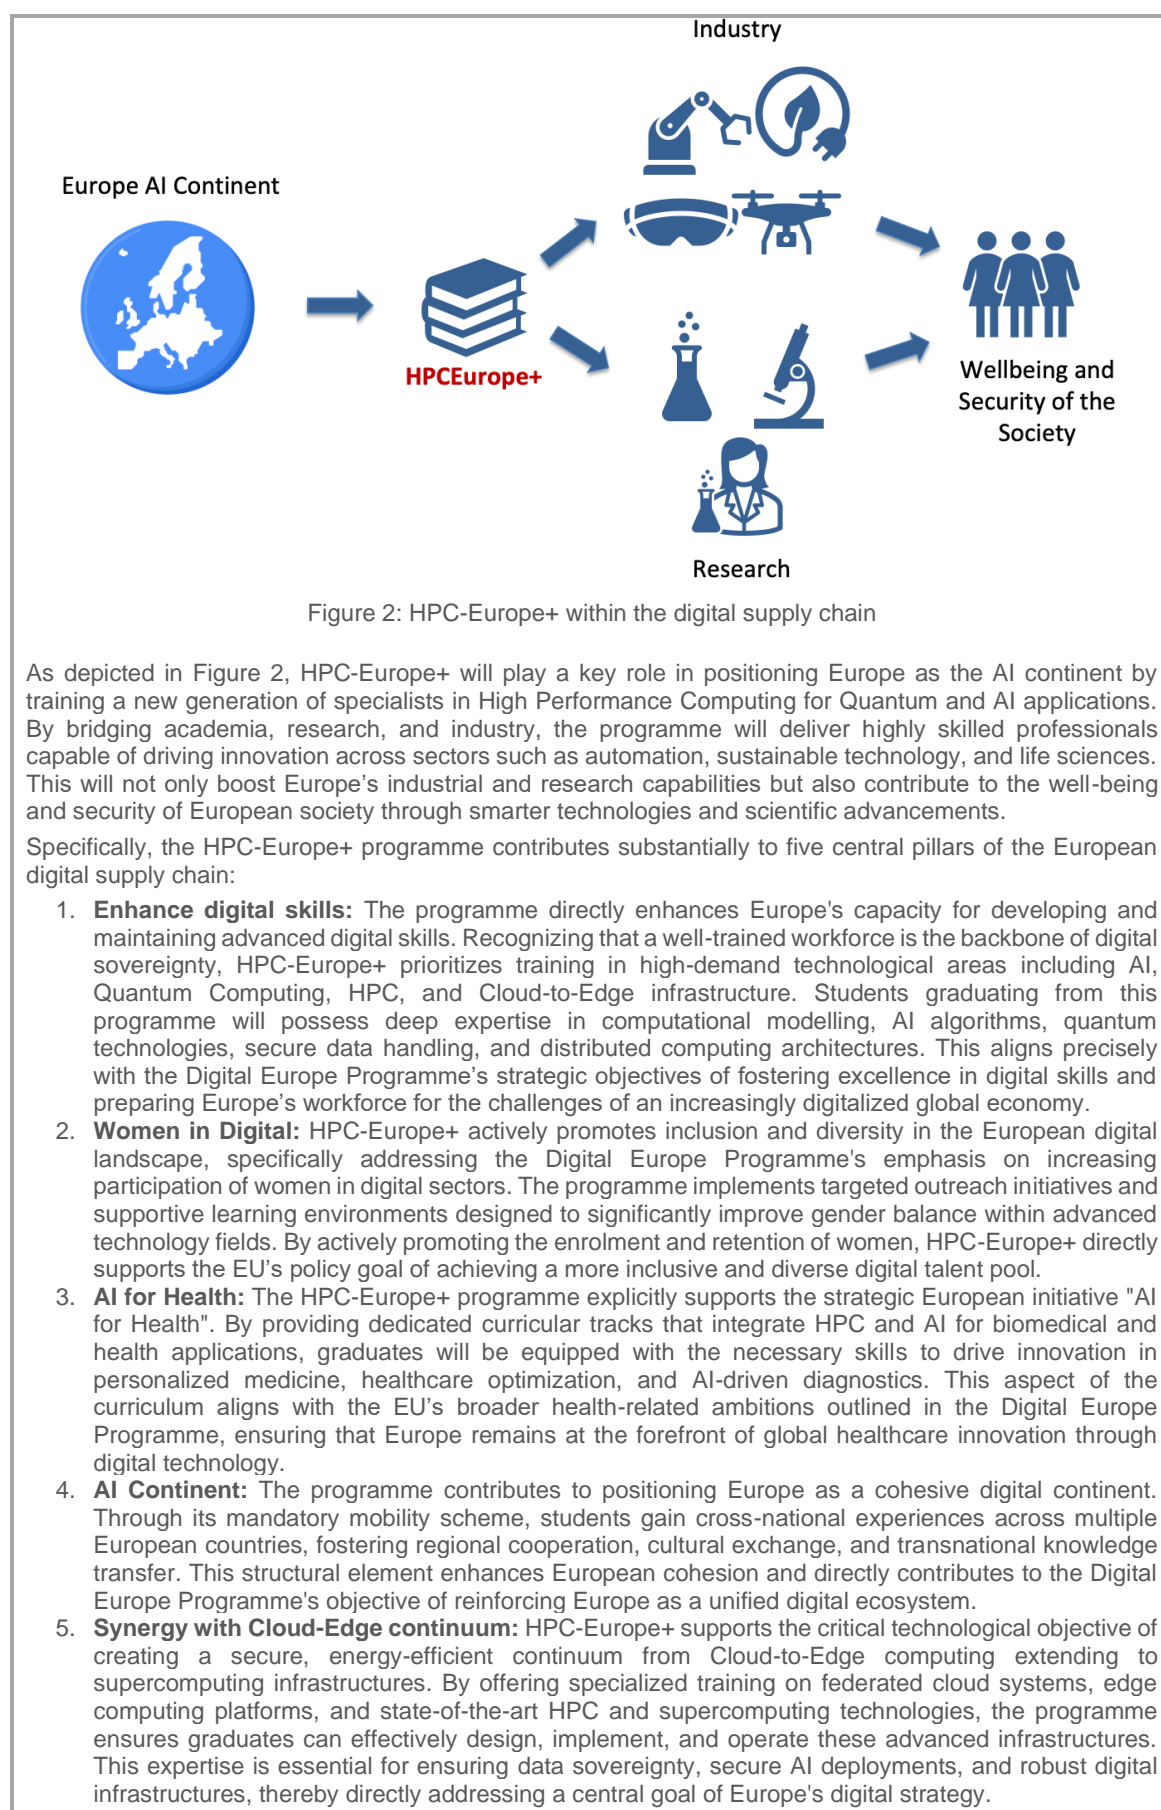 Industry
Europe AI Continent
HPCEurope+
Wellbeing and
Security of the
Society
Research
Figure 2: HPC-Europe+ within the digital supply chain
As depicted in Figure 2, HPC-Europe+ will play a key role in positioning Europe as the AI continent by
training a new generation of specialists in High Performance Computing for Quantum and AI applications.
By bridging academia, research, and industry, the programme will deliver highly skilled professionals
capable of driving innovation across sectors such as automation, sustainable technology, and life sciences.
This will not only boost Europe’s industrial and research capabilities but also contribute to the well-being
and security of European society through smarter technologies and scientific advancements.
Specifically, the HPC-Europe+ programme contributes substantially to five central pillars of the European
digital supply chain:
1. Enhance digital skills: The programme directly enhances Europe's capacity for developing and
maintaining advanced digital skills. Recognizing that a well-trained workforce is the backbone of digital
sovereignty, HPC-Europe+ prioritizes training in high-demand technological areas including AI,
Quantum Computing, HPC, and Cloud-to-Edge infrastructure. Students graduating from this
programme will possess deep expertise in computational modelling, AI algorithms, quantum
technologies, secure data handling, and distributed computing architectures. This aligns precisely
with the Digital Europe Programme’s strategic objectives of fostering excellence in digital skills and
preparing Europe’s workforce for the challenges of an increasingly digitalized global economy.
2. Women in Digital: HPC-Europe+ actively promotes inclusion and diversity in the European digital
landscape, specifically addressing the Digital Europe Programme's emphasis on increasing
participation of women in digital sectors. The programme implements targeted outreach initiatives and
supportive learning environments designed to significantly improve gender balance within advanced
technology fields. By actively promoting the enrolment and retention of women, HPC-Europe+ directly
supports the EU’s policy goal of achieving a more inclusive and diverse digital talent pool.
3. AI for Health: The HPC-Europe+ programme explicitly supports the strategic European initiative "AI
for Health". By providing dedicated curricular tracks that integrate HPC and AI for biomedical and
health applications, graduates will be equipped with the necessary skills to drive innovation in
personalized medicine, healthcare optimization, and AI-driven diagnostics. This aspect of the
curriculum aligns with the EU’s broader health-related ambitions outlined in the Digital Europe
Programme, ensuring that Europe remains at the forefront of global healthcare innovation through
digital technology.
4. AI Continent: The programme contributes to positioning Europe as a cohesive digital continent.
Through its mandatory mobility scheme, students gain cross-national experiences across multiple
European countries, fostering regional cooperation, cultural exchange, and transnational knowledge
transfer. This structural element enhances European cohesion and directly contributes to the Digital
Europe Programme's objective of reinforcing Europe as a unified digital ecosystem.
5. Synergy with Cloud-Edge continuum: HPC-Europe+ supports the critical technological objective of
creating a secure, energy-efficient continuum from Cloud-to-Edge computing extending to
supercomputing infrastructures. By offering specialized training on federated cloud systems, edge
computing platforms, and state-of-the-art HPC and supercomputing technologies, the programme
ensures graduates can effectively design, implement, and operate these advanced infrastructures.
This expertise is essential for ensuring data sovereignty, secure AI deployments, and robust digital
infrastructures, thereby directly addressing a central goal of Europe's digital strategy.